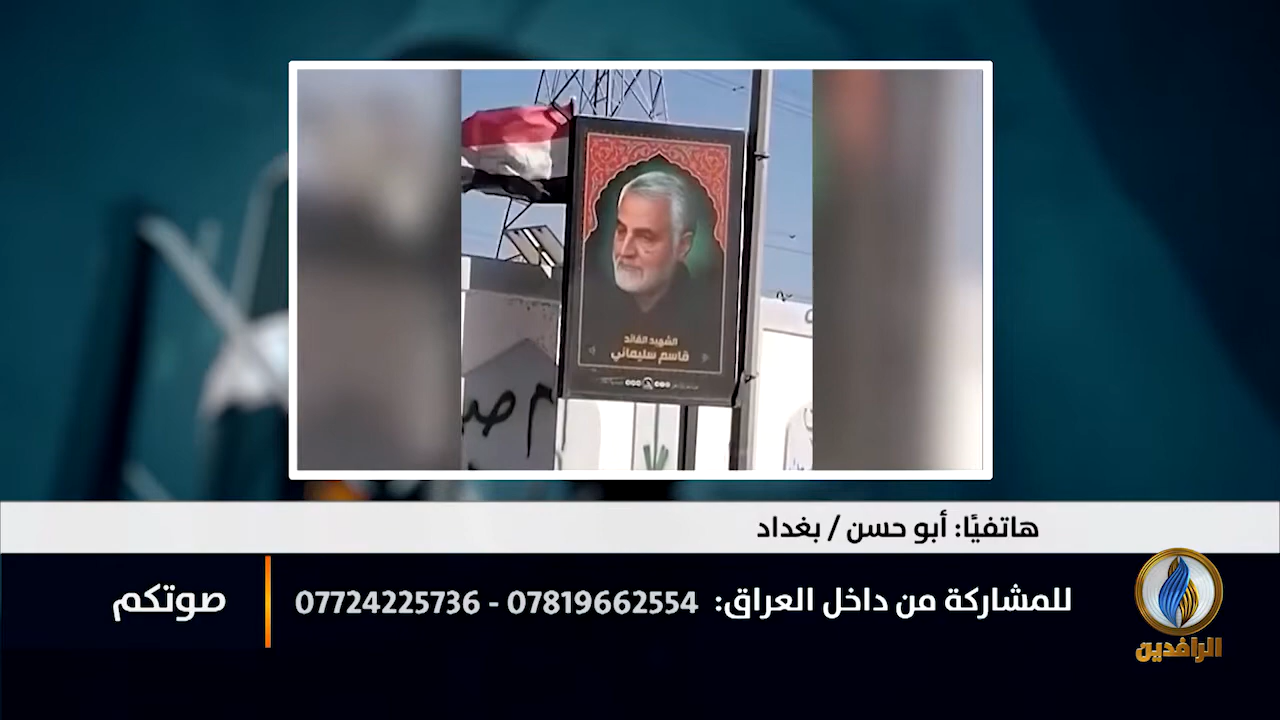 الشهيد القائد
قاسم سليماني
هاتفيًا: أبو حسن / بغداد
للمشاركة من داخل العراق: 07819662554 - 07724225736
صوتكم
الرافدين